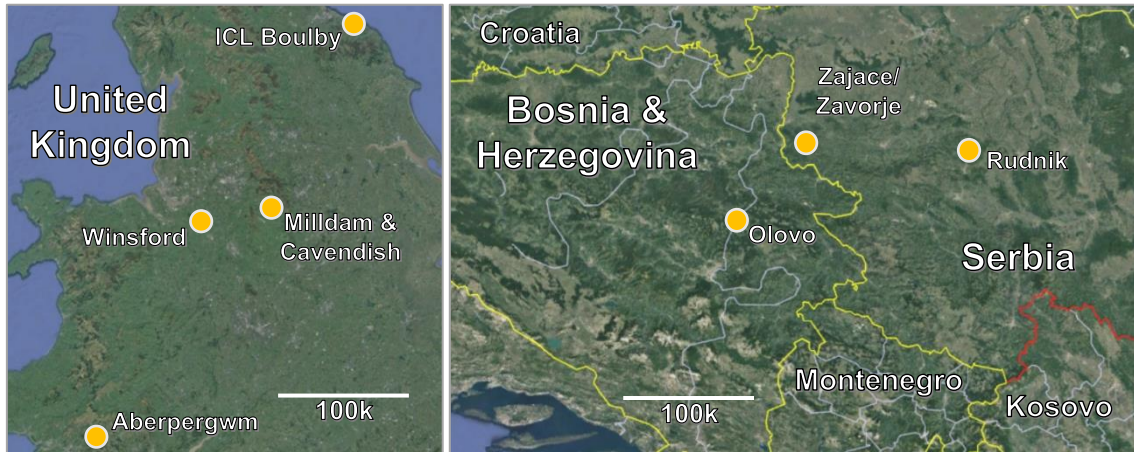 ICL Boulby
United
Kingdom
Winsford
Milldam &
Cavendish
100k
Aberpergwm
Croatia
Zajace/
Zavorje
Bosnia &
Herzegovina
Rudnik
Olovo
Serbia
Montenegro
100k
Kosovo